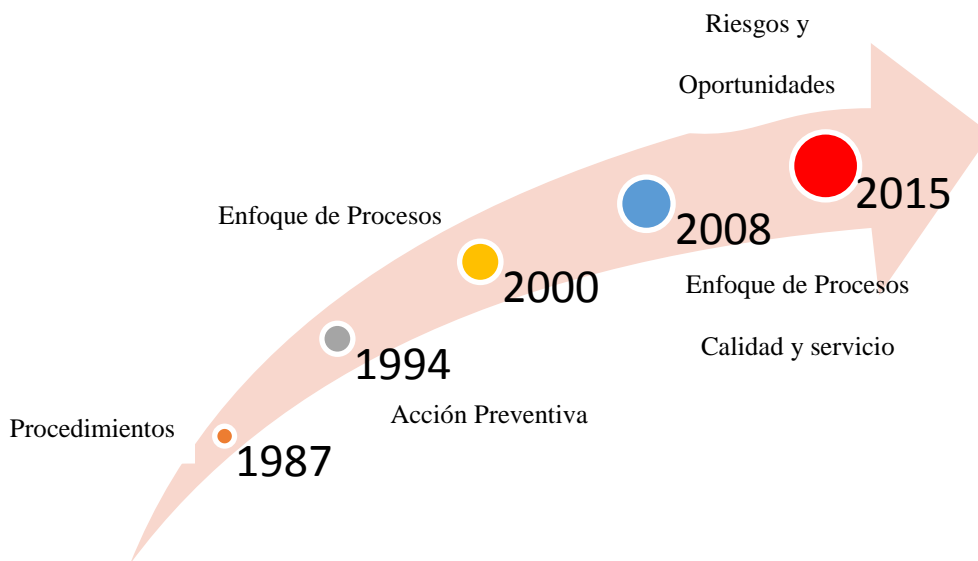 Riesgos y
Oportunidades
2015
Enfoque de Procesos
2008
2000
Enfoque de Procesos
Calidad y servicio
1994
Acción Preventiva
Procedimientos
1987